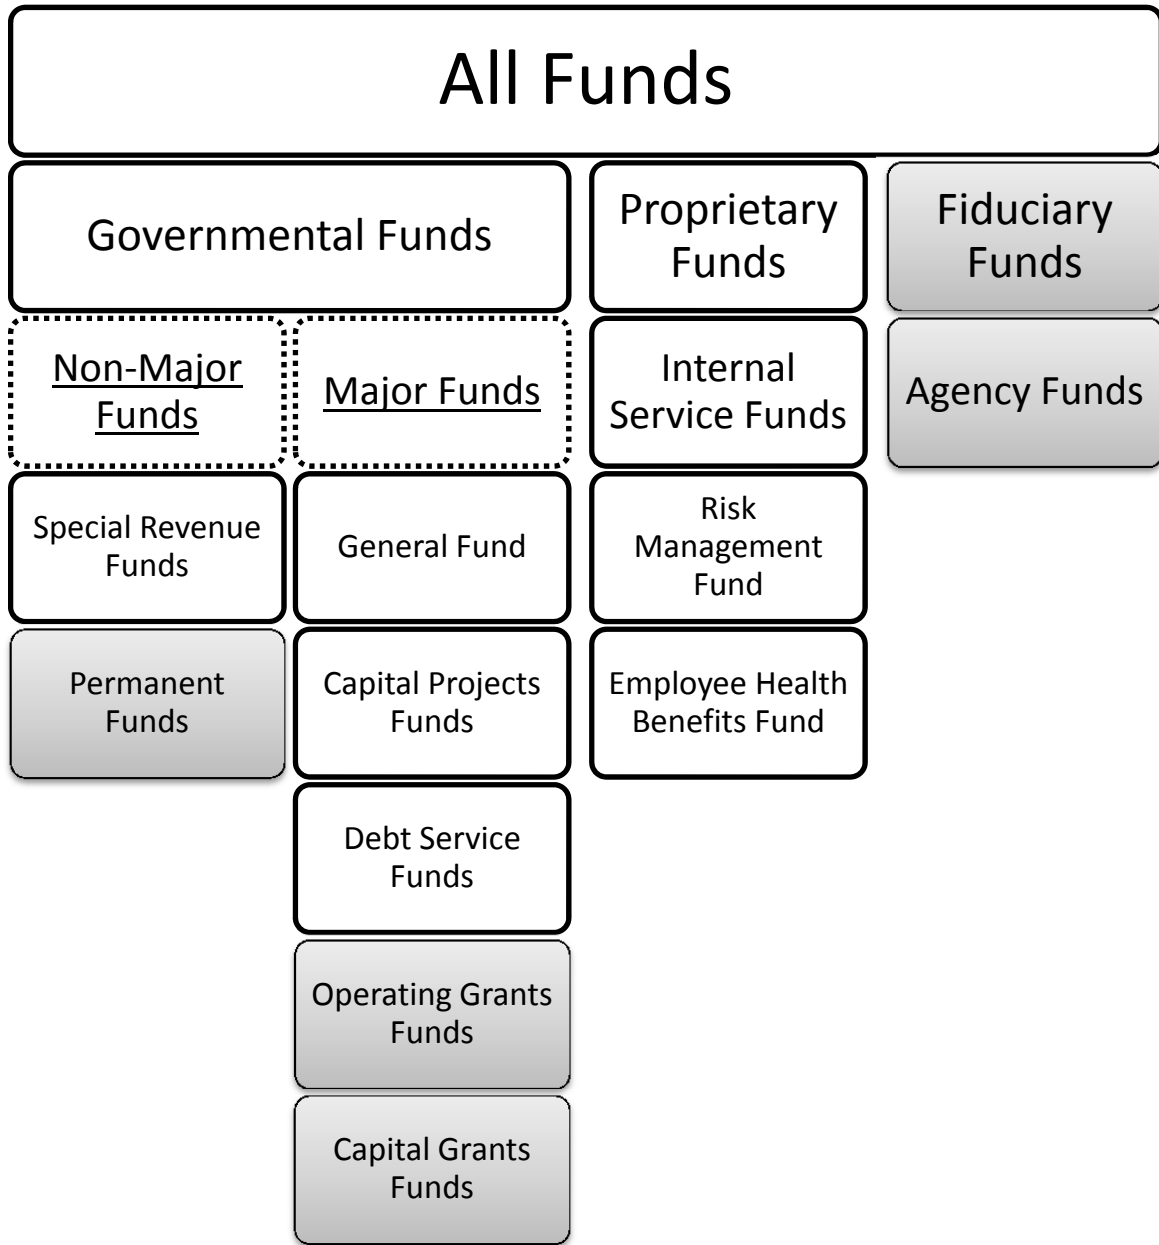 All Funds
Governmental Funds
Proprietary
Funds
Fiduciary
Funds
Non-Major
Funds
Major Funds
Internal
Service Funds
Agency Funds
Special Revenue
Funds
General Fund
Risk
Management
Fund
Permanent
Funds
Capital Projects
Funds
Employee Health
Benefits Fund
Debt Service
Funds
Operating Grants
Funds
Capital Grants
Funds